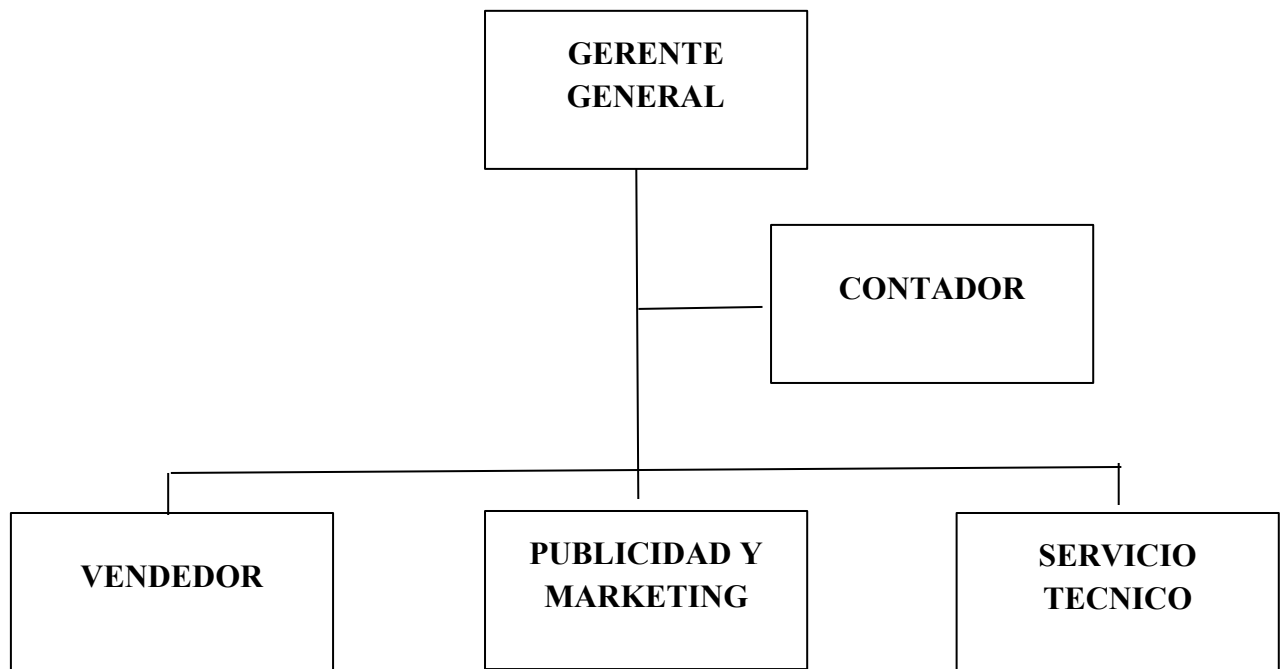 GERENTE
GENERAL
CONTADOR
VENDEDOR
PUBLICIDAD Y
MARKETING
SERVICIO
TECNICO